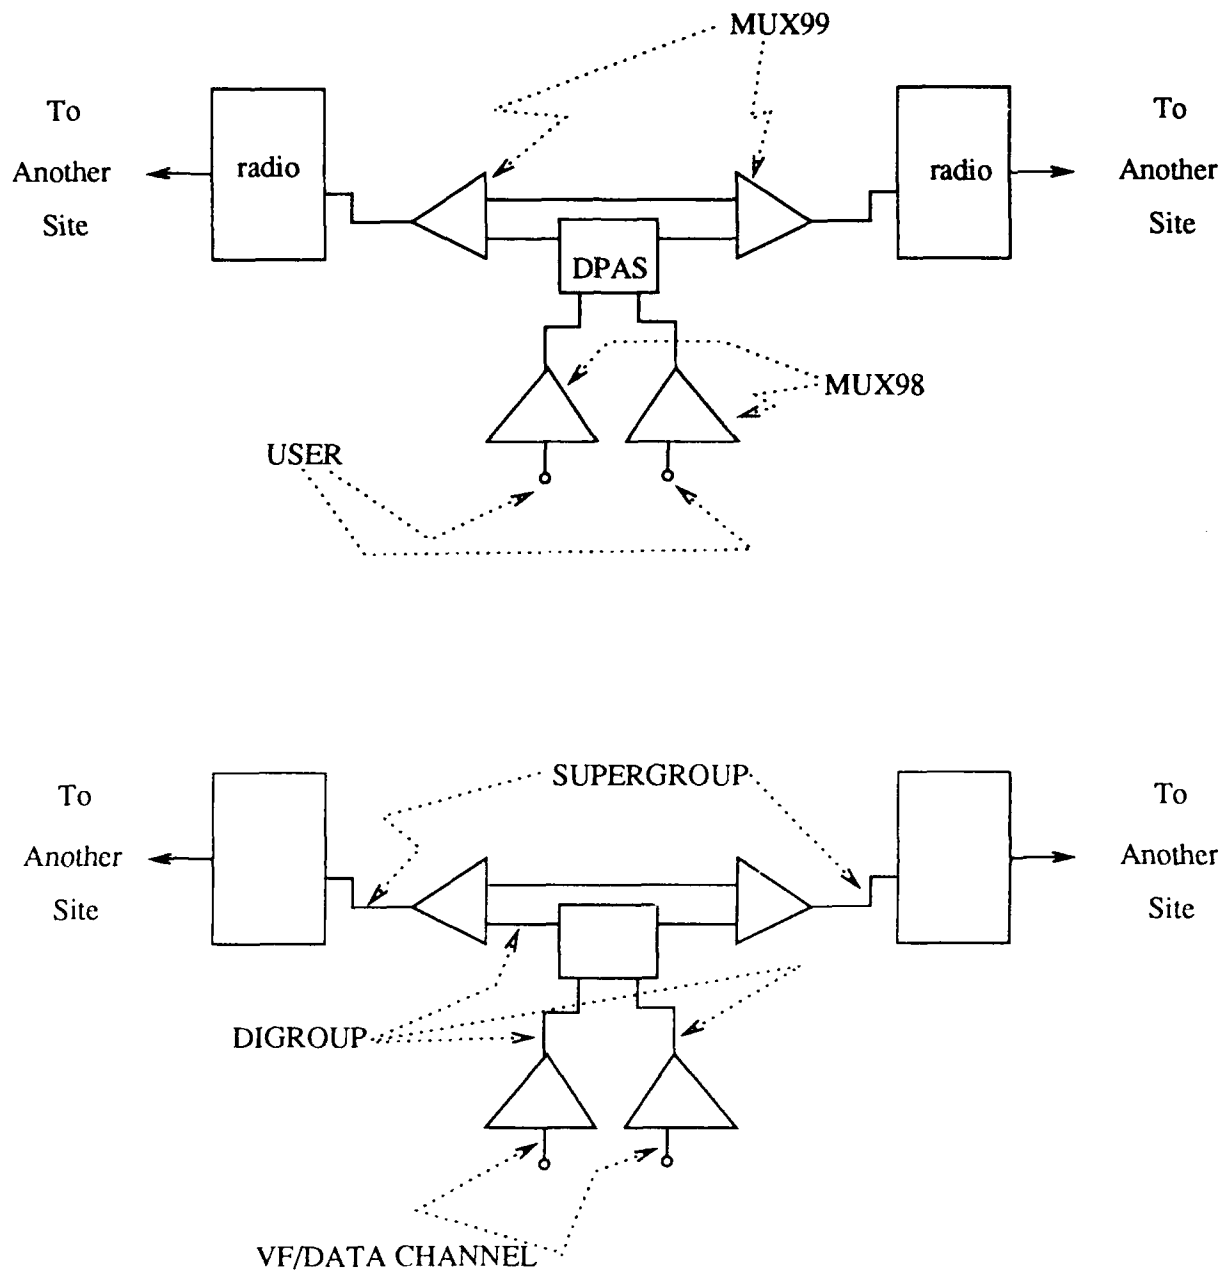 MUX99
To
Another
Site
radio
radio
To
Another
Site
DPAS
MUX98
USER
SUPERGROUP
To
Another
Site
To
Another
Site
DIGROUP
VF/DATA CHANNEL